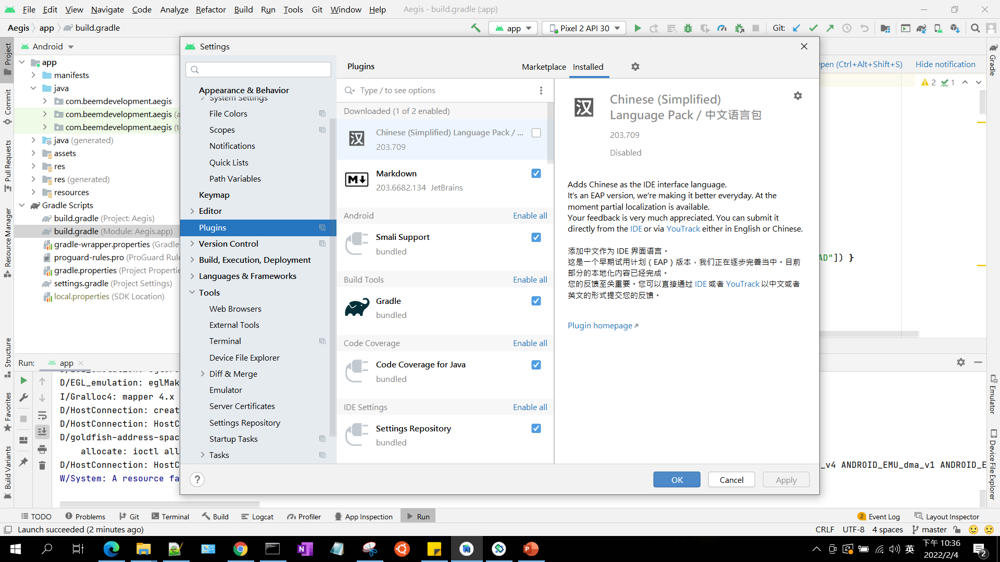 File Edit View Navigate Code Analyze Refactor Build Run Tools Git Window Help Aegis - build.gradle (:app)
Aegis app build.gradle app Pixel 2 API 30 Git:
Android
Settings
Open (Ctrl+Alt+Shift+S) Hide notification
2 1
Project
Commit
Pull Requests
Resource Manager
Structure
Favorites
Build Variants
Gradle
Emulator
Device File Explorer
app
manifests
java
com.beemdevelopment.aegis
com.beemdevelopment.aegis (a
com.beemdevelopment.aegis (t
java (generated)
assets
res
res (generated)
resources
Gradle Scripts
build.gradle (Project: Aegis)
build.gradle (Module: Aegis.app)
gradle-wrapper.properties (Gradle
proguard-rules.pro (ProGuard Rule
gradle.properties (Project Propertie
settings.gradle (Project Settings)
local.properties (SDK Location)
Appearance & Behavior
System Settings
File Colors
Scopes
Notifications
Quick Lists
Path Variables
Keymap
Editor
Plugins
Version Control
Build, Execution, Deployment
Languages & Frameworks
Tools
Web Browsers
External Tools
Terminal
Device File Explorer
Diff & Merge
Emulator
Server Certificates
Settings Repository
Startup Tasks
Tasks
Plugins Marketplace Installed
Type / to see options
Downloaded (1 of 2 enabled)
汉
Chinese (Simplified) Language Pack / ...
203.709
M
Markdown
203.6682.134 JetBrains
Android Enable all
Smali Support
bundled
Build Tools Enable all
Gradle
bundled
Code Coverage Enable all
Code Coverage for Java
bundled
IDE Settings Enable all
Settings Repository
bundled
汉
Chinese (Simplified)
Language Pack / 中文语言包
203.709
Disabled
Adds Chinese as the IDE interface language.
It's an EAP version, we're making it better everyday. At the
moment partial localization is available.
Your feedback is very much appreciated. You can submit it
directly from the IDE or via YouTrack either in English or Chinese.
添加中文作为 IDE 界面语言。
这是一个早期试用计划（EAP）版本，我们正在逐步完善当中。目前
部分的本地化内容已经完成。
您的反馈至关重要。您可以直接通过 IDE 或者 YouTrack 以中文或者
英文的形式提交您的反馈。
Plugin homepage
? OK Cancel Apply
AD"]) }
Run: app
D/EGL_emulation: eglMak
I/Gralloc4: mapper 4.x
D/HostConnection: creat
D/HostConnection: HostC
D/goldfish-address-spac
allocate: ioctl all
D/HostConnection: HostC _v4 ANDROID_EMU_dma_v1 ANDROID_E
W/System: A resource fa
TODO Problems Git Terminal Build Logcat Profiler App Inspection Run 2 Event Log Layout Inspector
Launch succeeded (2 minutes ago) CRLF UTF-8 4 spaces master
N P 英 下午 10:36
2022/2/4 2